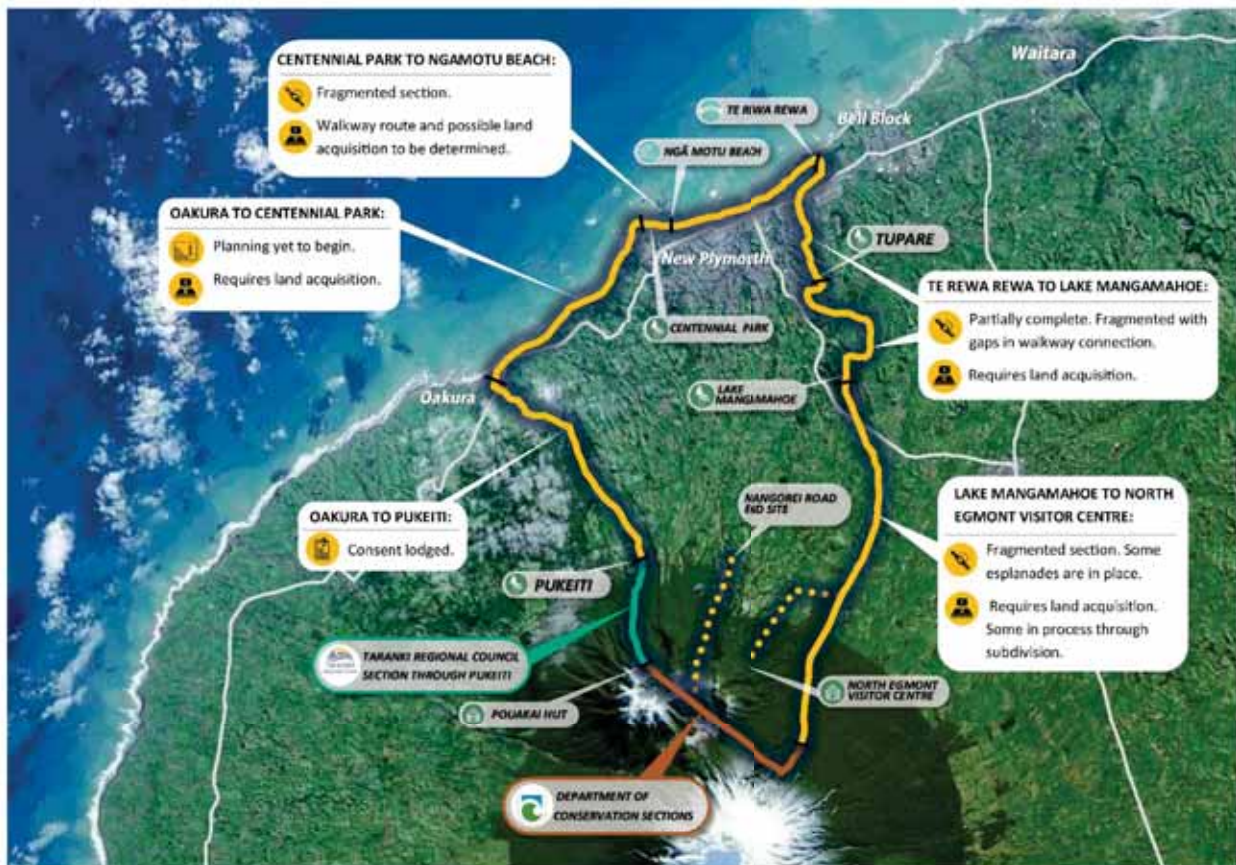 CENTENNIAL PARK TO NGAMOTU BEACH:
Fragmented section.
Walkway route and possible land
acquisition to be determined.
Waitara
TE RIWA REWA
Bell Block
NGĀ MOTU BEACH
OAKURA TO CENTENNIAL PARK:
Planning yet to begin.
Requires land acquisition.
New Plymouth
TUPARE
TE REWA REWA TO LAKE MANGAMAHOE:
Partially complete. Fragmented with
gaps in walkway connection.
Requires land acquisition.
CENTENNIAL PARK
LAKE
MANGAMAHOE
Oakura
OAKURA TO PUKEITI:
Consent lodged.
NANGOREI ROAD
END SITE
LAKE MANGAMAHOE TO NORTH
EGMONT VISITOR CENTRE:
Fragmented section. Some
esplanades are in place.
Requires land acquisition.
Some in process through
subdivision.
PUKEITI
TARANKI REGIONAL COUNCIL
SECTION THROUGH PUKEITI
NORTH EGMONT
VISITOR CENTRE
POUAKAI HUT
DEPARTMENT OF
CONSERVATION SECTIONS